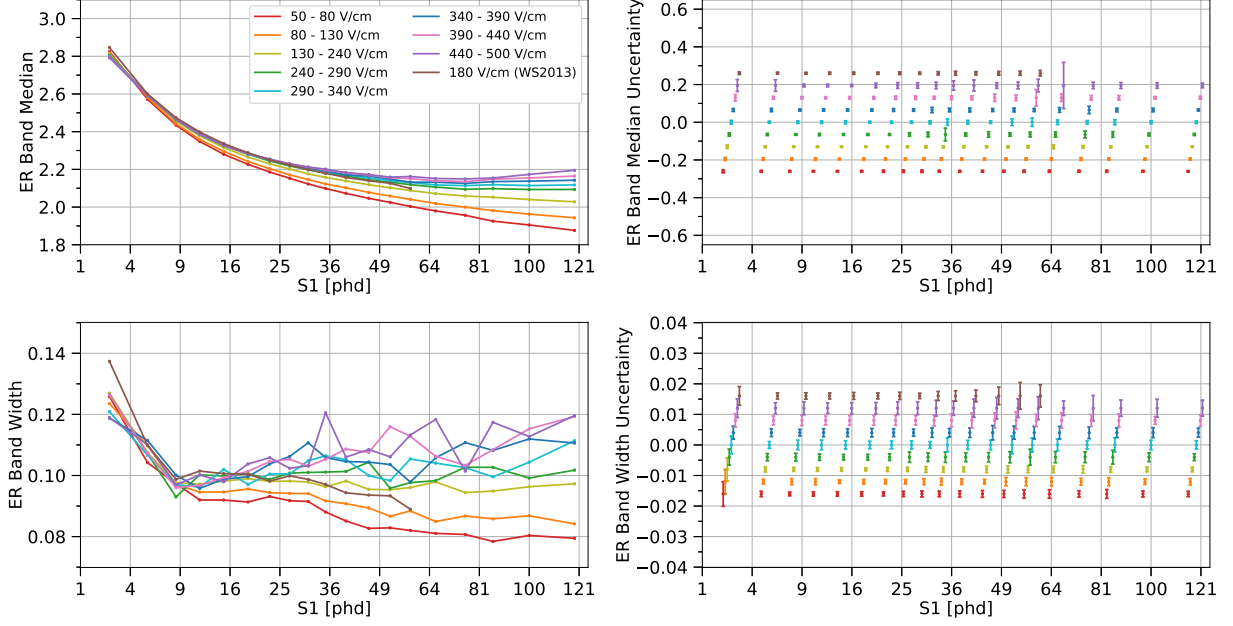 ER Band Median
3.0
2.8
2.6
2.4
2.2
2.0
1.8
50 - 80 V/cm
80 - 130 V/cm
130 - 240 V/cm
240 - 290 V/cm
290 - 340 V/cm
340 - 390 V/cm
390 - 440 V/cm
440 - 500 V/cm
180 V/cm (WS2013)
1 4 9 16 25 36 49 64 81 100 121
S1 [phd]
ER Band Median Uncertainty
0.6
0.4
0.2
0.0
−0.2
−0.4
−0.6
1 4 9 16 25 36 49 64 81 100 121
S1 [phd]
ER Band Width
0.14
0.12
0.10
0.08
1 4 9 16 25 36 49 64 81 100 121
S1 [phd]
ER Band Width Uncertainty
0.04
0.03
0.02
0.01
0.00
−0.01
−0.02
−0.03
−0.04
1 4 9 16 25 36 49 64 81 100 121
S1 [phd]